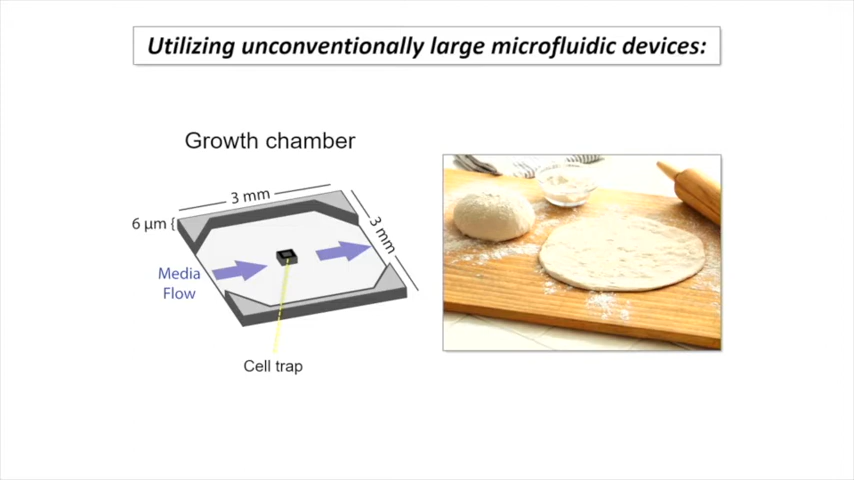 Utilizing unconventionally large microfluidic devices:
Growth chamber
3 mm
6 µm
3 mm
Media
Flow
Cell trap